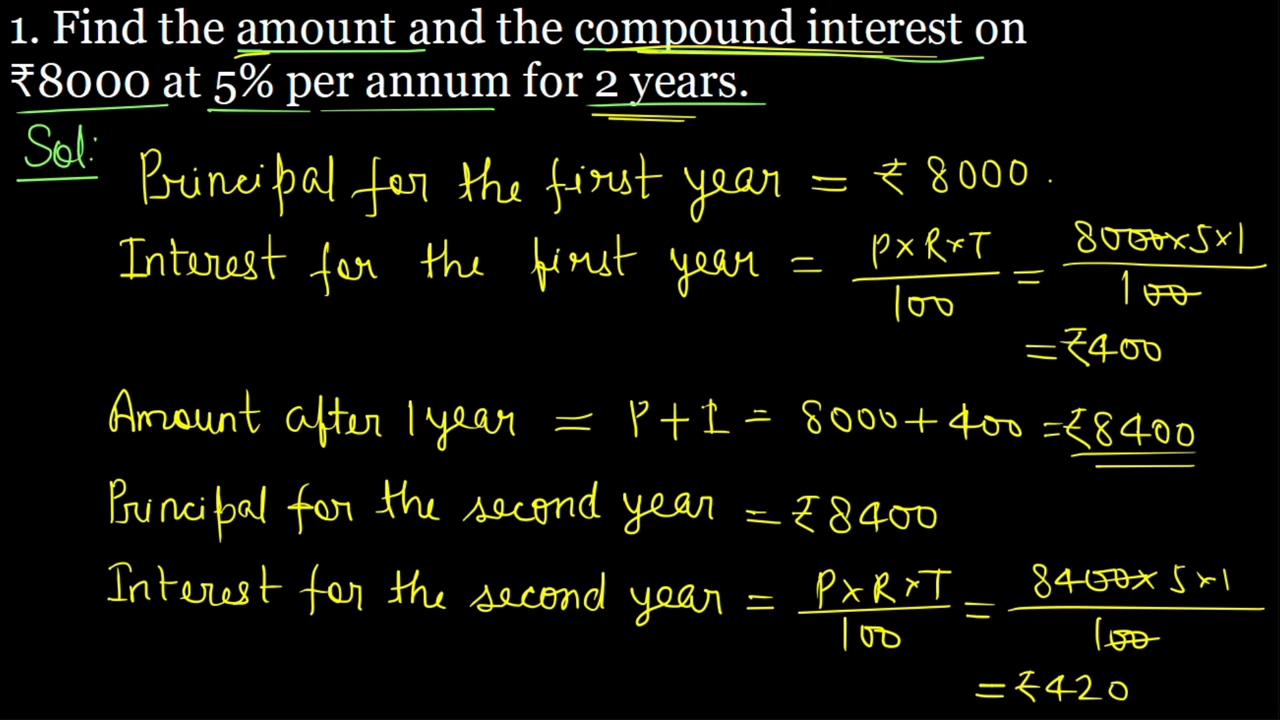 1. Find the amount and the compound interest on
₹8000 at 5% per annum for 2 years.
Sol:
Principal for the first year = ₹ 8000.
Interest for the first year = P×R×T/100 = 8000×5×1/100
= ₹400
Amount after 1 year = P + I = 8000 + 400 = ₹8400
Principal for the second year = ₹8400
Interest for the second year = P×R×T/100 = 8400×5×1/100
= ₹420